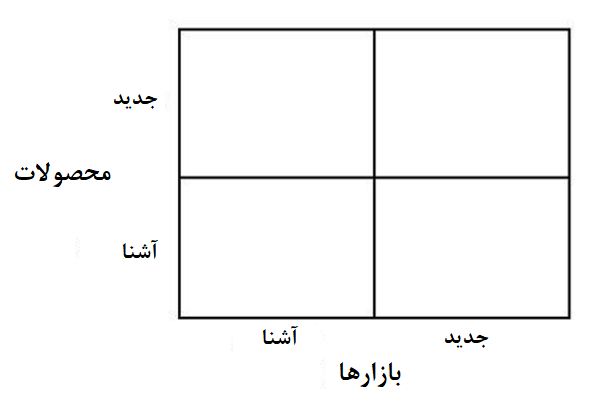 جدید
محصولات
آشنا
آشنا
جدید
بازارها